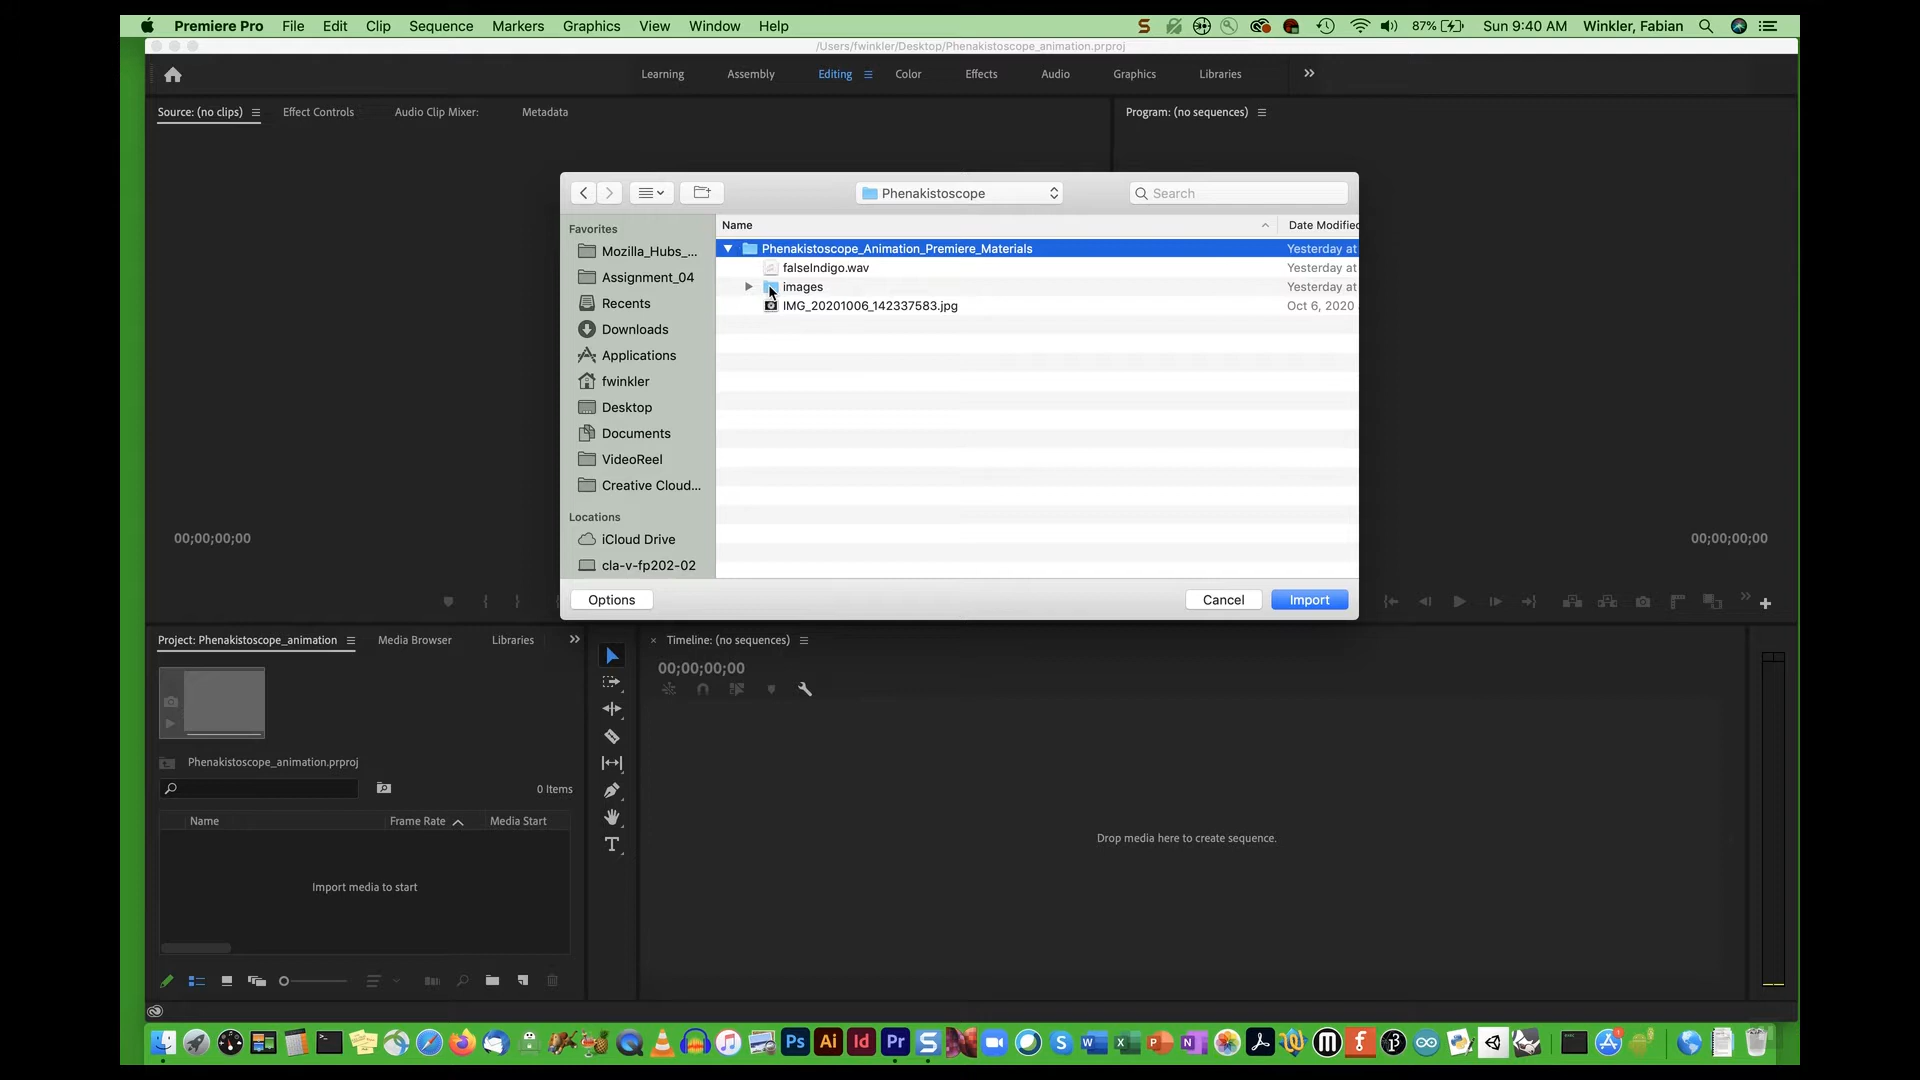 Premiere Pro File Edit Clip Sequence Markers Graphics View Window Help S 87% Sun 9:40 AM Winkler, Fabian
/Users/fwinkler/Desktop/Phenakistoscope_animation.prproj
Learning Assembly Editing Color Effects Audio Graphics Libraries
Source: (no clips) Effect Controls Audio Clip Mixer: Metadata Program: (no sequences)
Phenakistoscope Search
Favorites
Mozilla_Hubs_...
Assignment_04
Recents
Downloads
Applications
fwinkler
Desktop
Documents
VideoReel
Creative Cloud...
Locations
iCloud Drive
cla-v-fp202-02
Name Date Modified
Phenakistoscope_Animation_Premiere_Materials Yesterday at
falseIndigo.wav Yesterday at
images Yesterday at
IMG_20201006_142337583.jpg Oct 6, 2020
00;00;00;00 00;00;00;00
Options Cancel Import
Project: Phenakistoscope_animation Media Browser Libraries
Timeline: (no sequences)
00;00;00;00
Phenakistoscope_animation.prproj
0 Items
Name Frame Rate Media Start
Import media to start
Drop media here to create sequence.
Ps Ai Id Pr S S W X P N M f